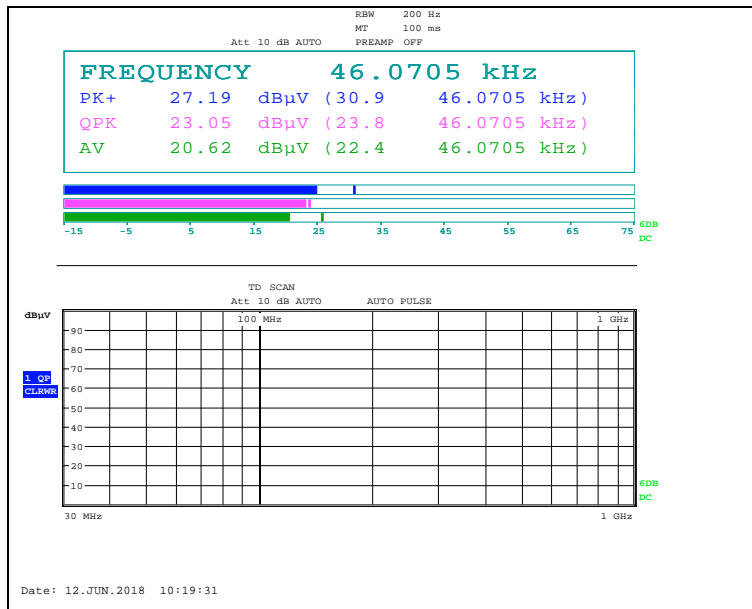 RBW 200 Hz
MT 100 ms
Att 10 dB AUTO PREAMP OFF
FREQUENCY 46.0705 kHz
PK+ 27.19 dBµV (30.9 46.0705 kHz)
QPK 23.05 dBµV (23.8 46.0705 kHz)
AV 20.62 dBµV (22.4 46.0705 kHz)
-15 -5 5 15 25 35 45 55 65 75
6DB
DC
TD SCAN
Att 10 dB AUTO AUTO PULSE
dBµV
100 MHz 1 GHz
90
80
70
1 QP
60
CLRWR
50
40
30
20
10
6DB
DC
30 MHz 1 GHz
Date: 12.JUN.2018 10:19:31